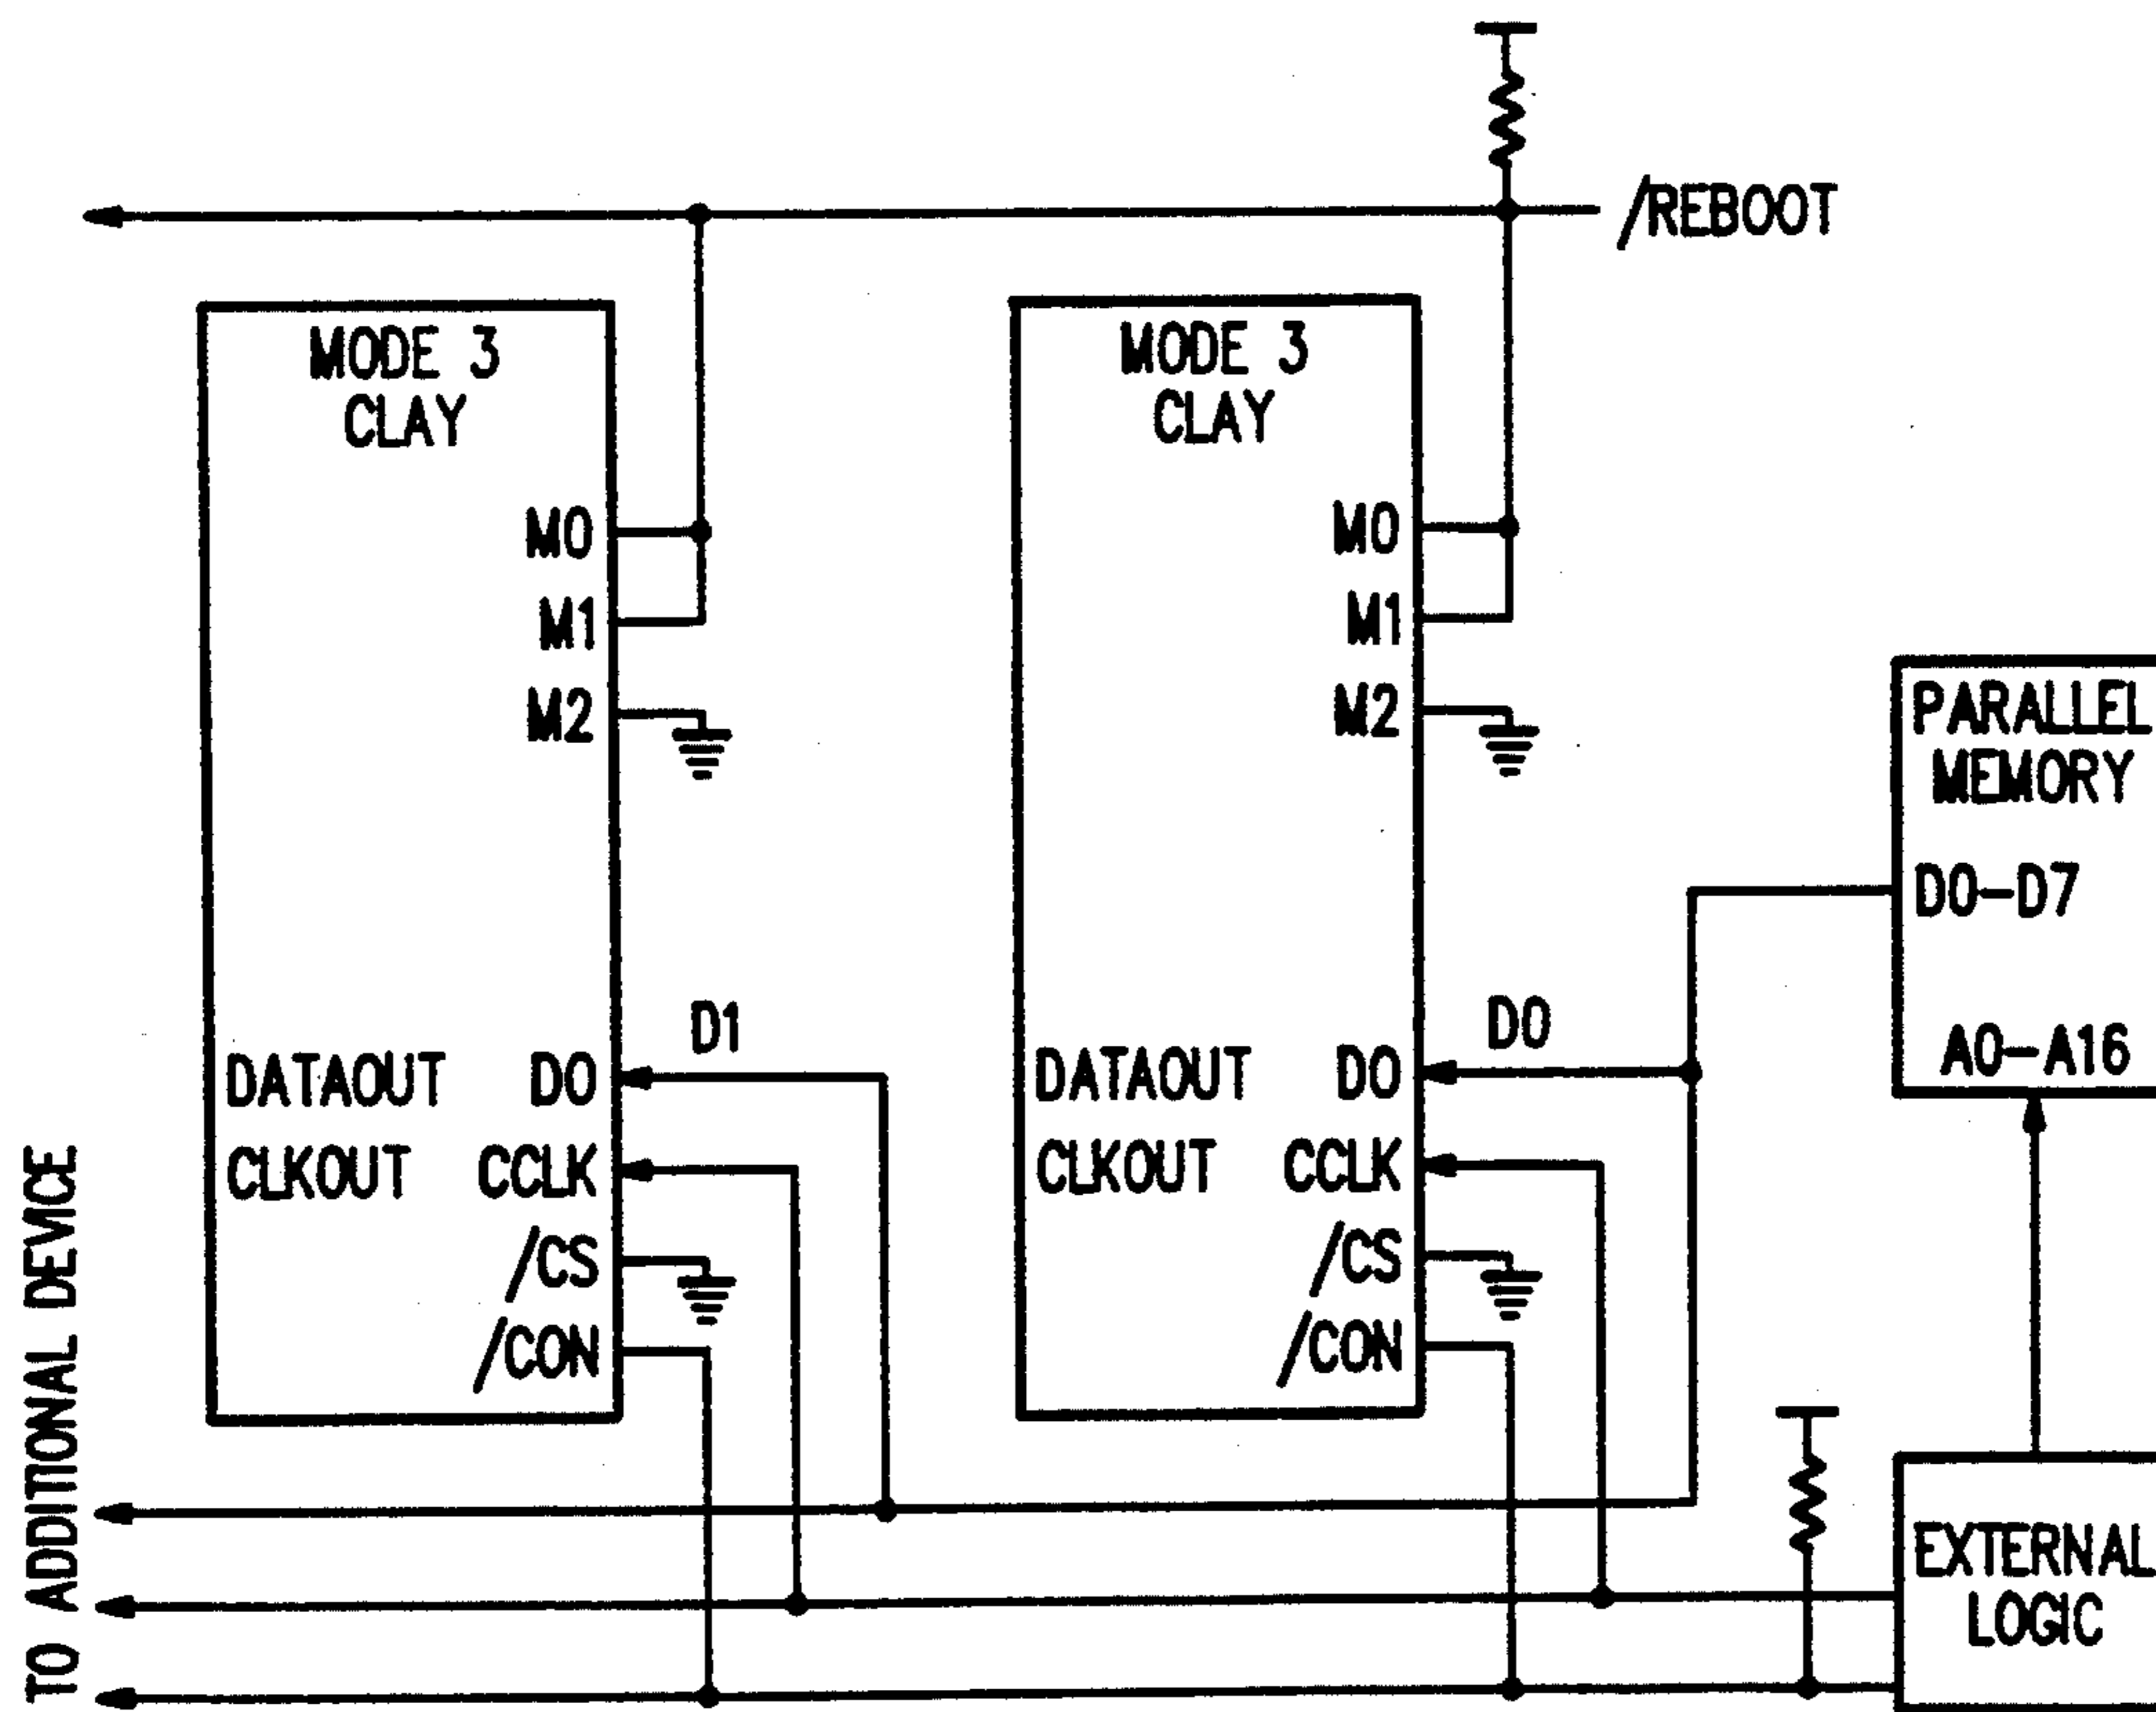 /REBOOT
MODE 3
CLAY
M0
M1
M2
D1
DATAOUT D0
CLKOUT CCLK
/CS
/CON
MODE 3
CLAY
M0
M1
M2
D0
DATAOUT D0
CLKOUT CCLK
/CS
/CON
PARALLEL
MEMORY
D0-D7
A0-A16
EXTERNAL
LOGIC
TO ADDITIONAL DEVICE